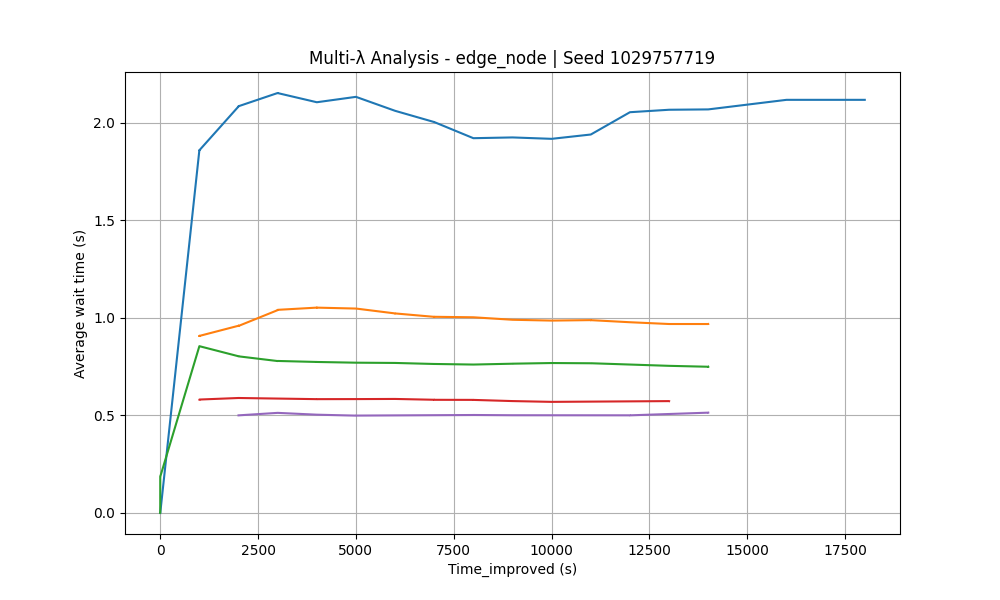 Multi-λ Analysis - edge_node | Seed 1029757719
Average wait time (s)
2.0
1.5
1.0
0.5
0.0
0 2500 5000 7500 10000 12500 15000 17500
Time_improved (s)